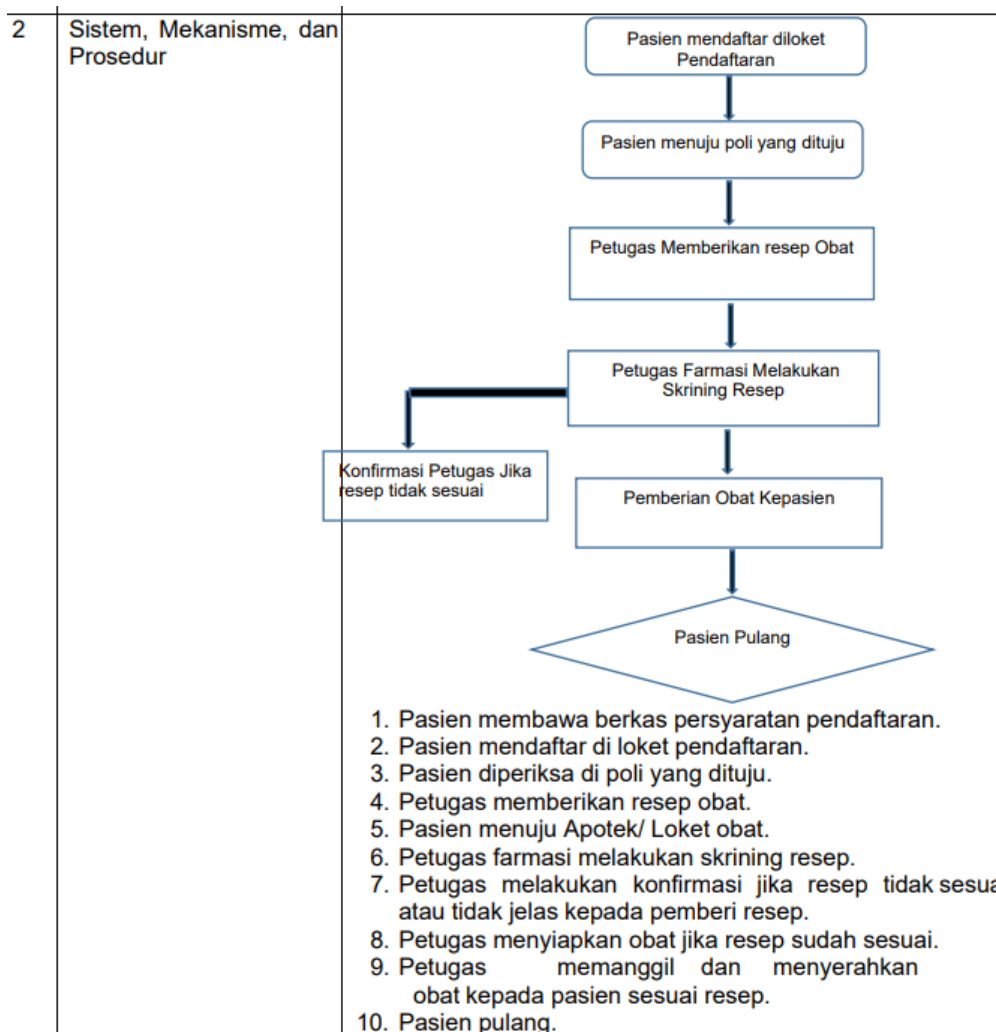 2
Sistem, Mekanisme, dan
Prosedur
Pasien mendaftar diloket
Pendaftaran
Pasien menuju poli yang dituju
Petugas Memberikan resep Obat
Petugas Farmasi Melakukan
Skrining Resep
Konfirmasi Petugas Jika
resep tidak sesuai
Pemberian Obat Kepasien
Pasien Pulang
1. Pasien membawa berkas persyaratan pendaftaran.
2. Pasien mendaftar di loket pendaftaran.
3. Pasien diperiksa di poli yang dituju.
4. Petugas memberikan resep obat.
5. Pasien menuju Apotek/ Loket obat.
6. Petugas farmasi melakukan skrining resep.
7. Petugas melakukan konfirmasi jika resep tidak sesua
atau tidak jelas kepada pemberi resep.
8. Petugas menyiapkan obat jika resep sudah sesuai.
9. Petugas memanggil dan menyerahkan
obat kepada pasien sesuai resep.
10. Pasien pulang.